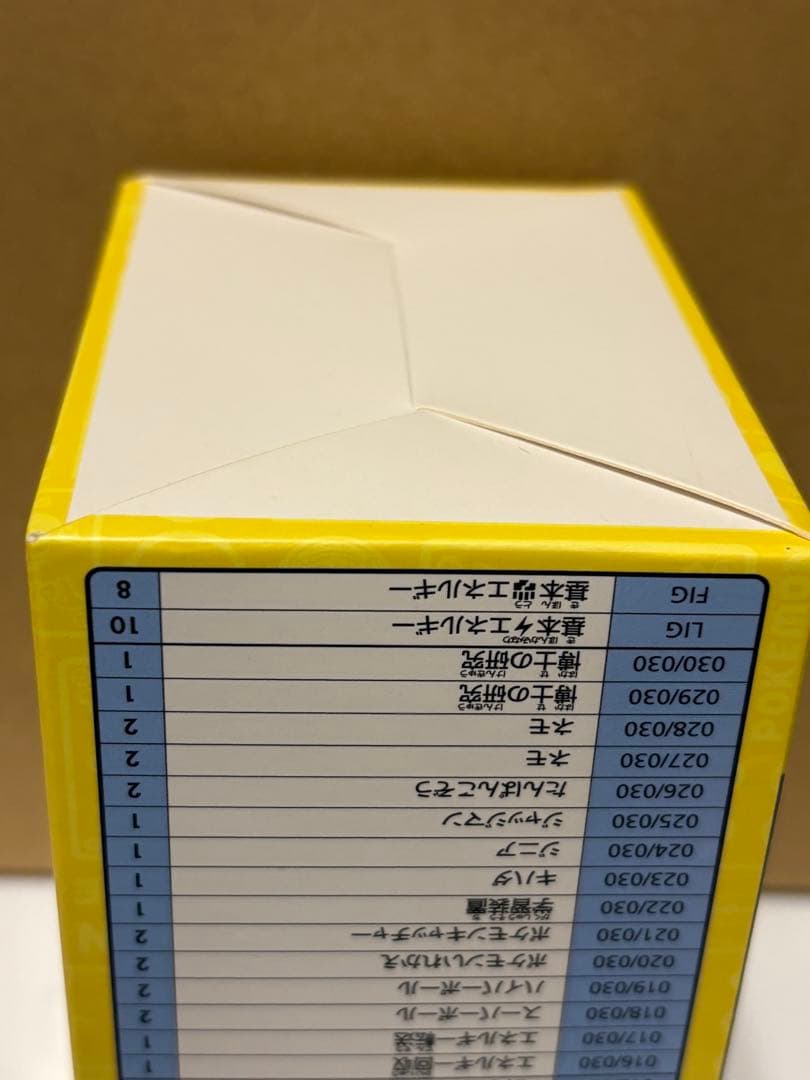 016/030 エネルギー回収 1
017/030 エネルギー転送 1
018/030 スーパーボール 2
019/030 ハイパーボール 2
020/030 ポケモンいれかえ 2
021/030 ポケモンキャッチャー 2
022/030 学習装置 1
023/030 キハダ 1
024/030 ジニア 1
025/030 ジャッジマン 1
026/030 たんぱんこぞう 2
027/030 ネモ 2
028/030 ネモ 2
029/030 博士の研究 1
030/030 博士の研究 1
LIG 基本エネルギー 10
FIG 基本エネルギー 8
POKÉMON